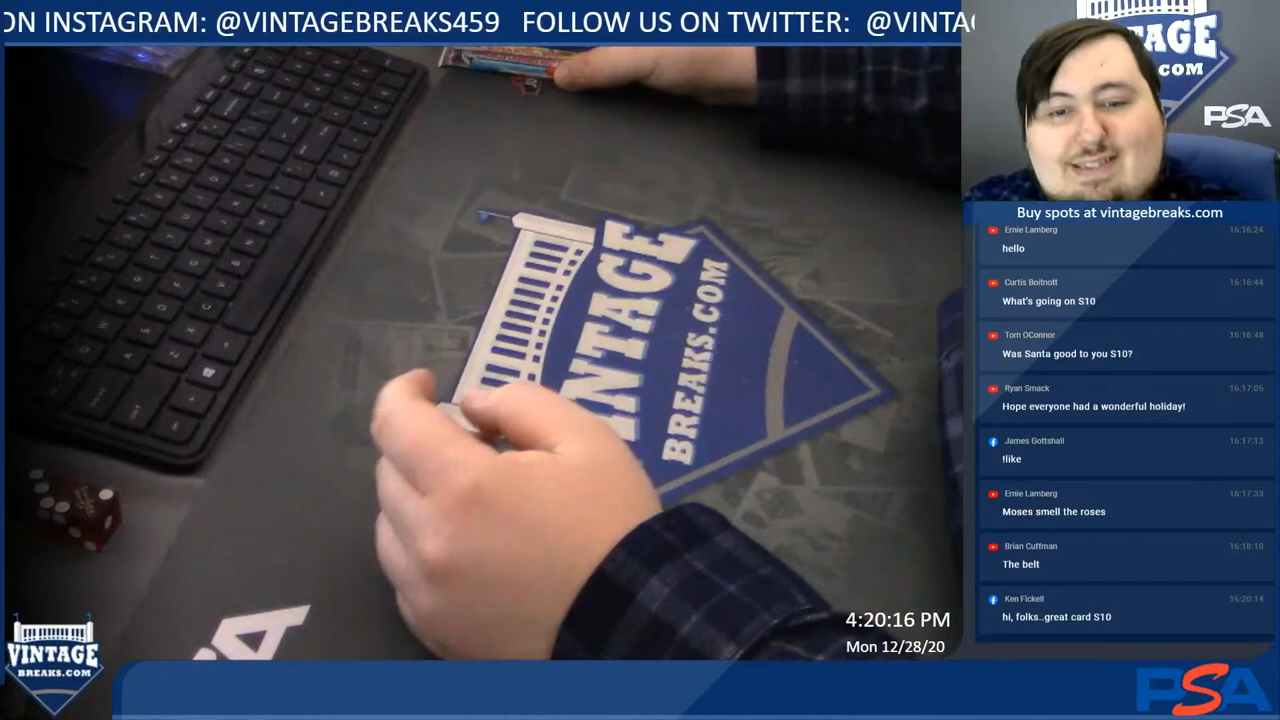 ON INSTAGRAM: @VINTAGEBREAKS459 FOLLOW US ON TWITTER: @VINTA
AGE
.COM
PSA
Buy spots at vintagebreaks.com
Ernie Lamberg 16:16:24
hello
Curtis Boitnott 16:16:44
What's going on S10
Tom OConnor 16:16:48
Was Santa good to you S10?
Ryan Smack 16:17:05
Hope everyone had a wonderful holiday!
James Gottshall 16:17:13
!like
Ernie Lamberg 16:17:33
Moses smell the roses
Brian Cuffman 16:18:10
The belt
Ken Fickell 16:20:14
hi, folks..great card S10
VINTAGE
BREAKS.COM
4:20:16 PM
Mon 12/28/20
VINTAGE
BREAKS.COM
PSA